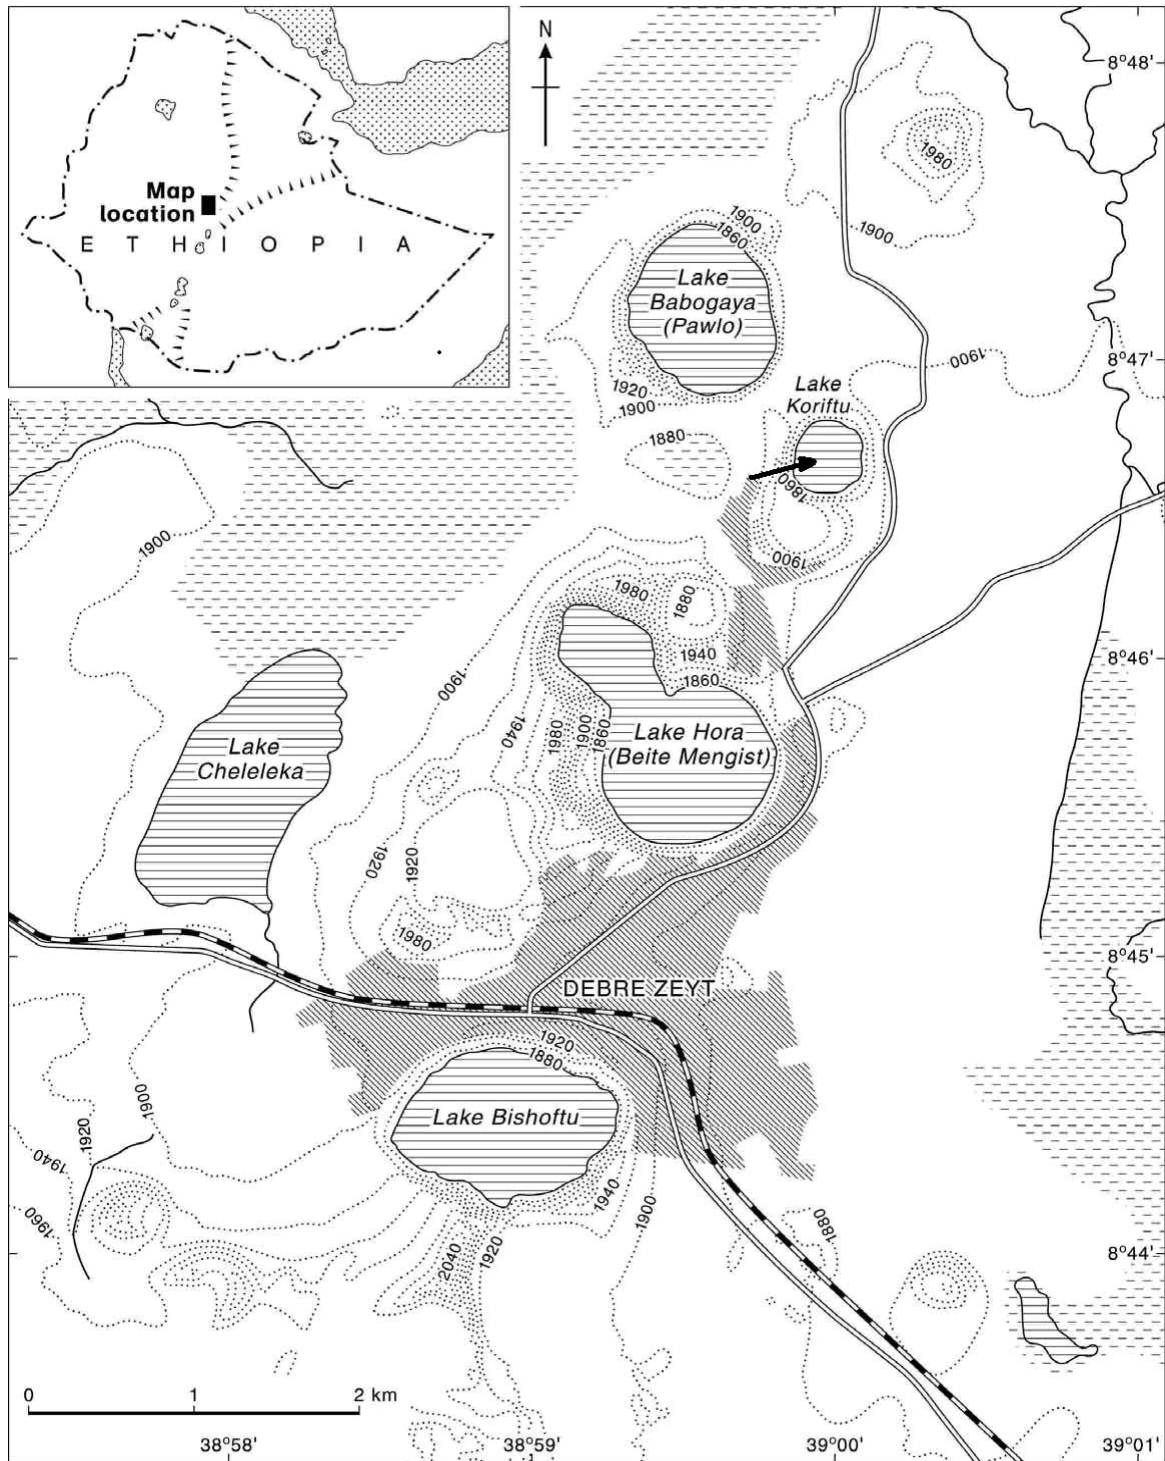 Map
location
E T H I O P I A
N
8°48'
1980
1900
1900
1860
Lake
Babogaya
(Pawlo)
1920
1900
8°47'
1900
Lake
Koriftu
1880
1860
1900
1900
1980
1880
1940
1860
8°46'
1900
1940
1980
1900
1860
Lake Hora
(Beite Mengist)
Lake
Cheleleka
1920
1920
1980
8°45'
DEBRE ZEYT
1920
1880
Lake Bishoftu
1900
1920
1940
1960
1940
1900
1880
2040
1920
8°44'
0 1 2 km
38°58' 38°59' 39°00' 39°01'